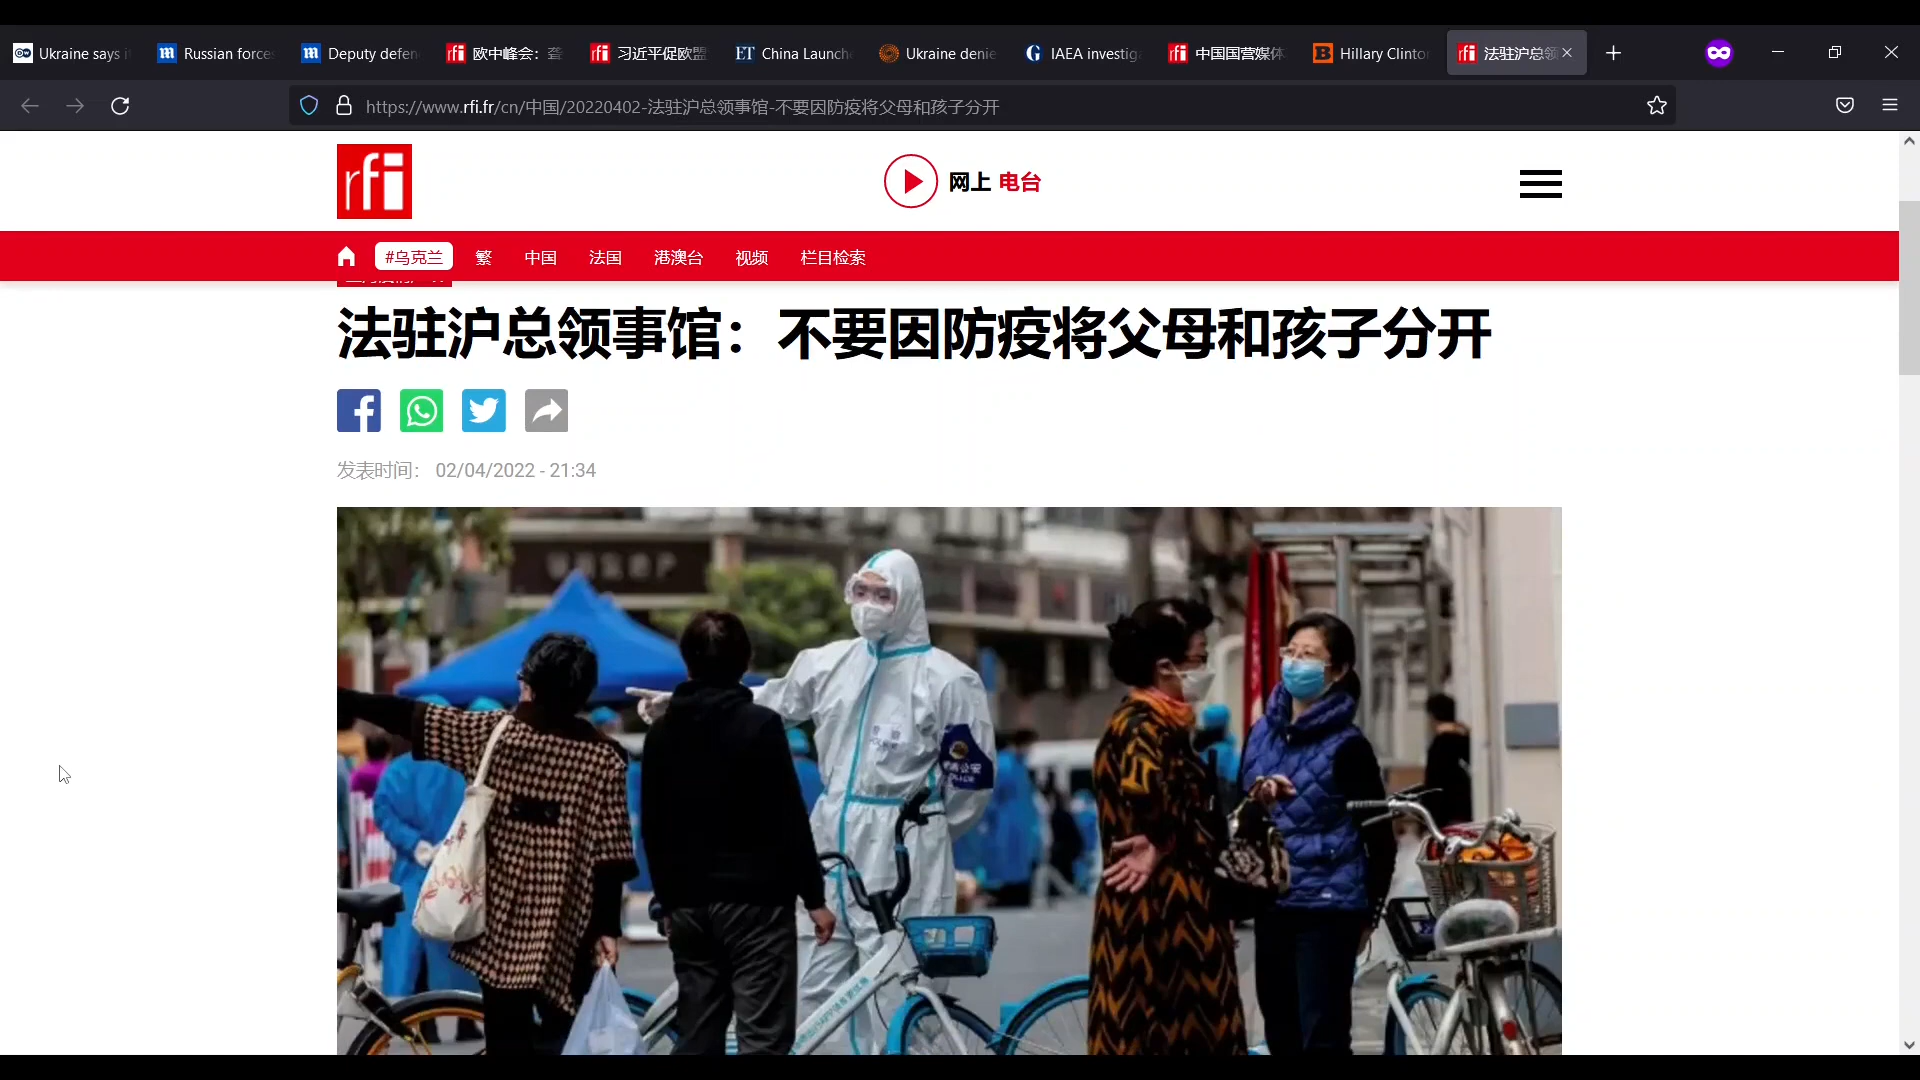 Ukraine says i
Russian force
Deputy defen
欧中峰会：聋
习近平促欧盟
China Launch
Ukraine denie
IAEA investig
中国国营媒体
Hillary Clinto
法驻沪总领
https://www.rfi.fr/cn/中国/20220402-法驻沪总领事馆-不要因防疫将父母和孩子分开
rfi
网上 电台
#乌克兰 繁 中国 法国 港澳台 视频 栏目检索
法驻沪总领事馆：不要因防疫将父母和孩子分开
发表时间： 02/04/2022 - 21:34